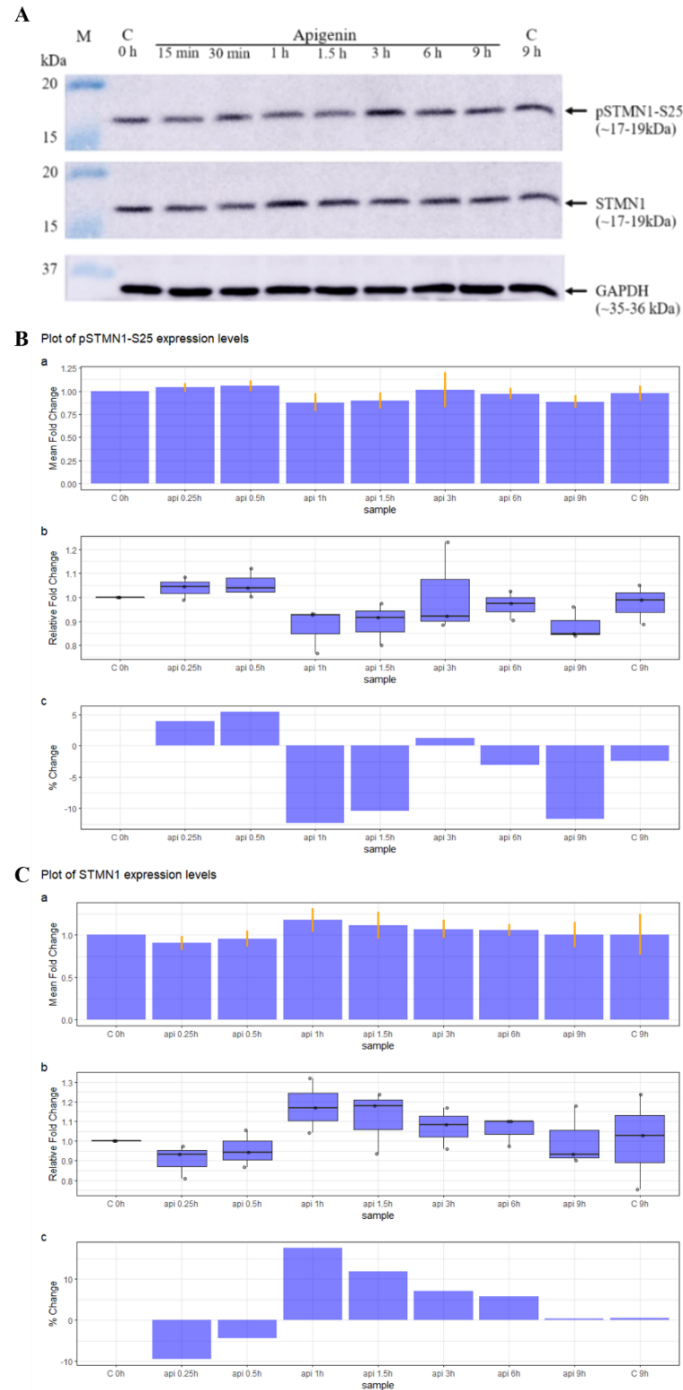 A
M C Apigenin C
kDa 0 h 15 min 30 min 1 h 1.5 h 3 h 6 h 9 h 9 h
20
pSTMN1-S25
15 (~17-19kDa)
20
STMN1
15 (~17-19kDa)
37
GAPDH
(~35-36 kDa)
B Plot of pSTMN1-S25 expression levels
a
Mean Fold Change
1.25
1.00
0.75
0.50
0.25
0.00
C 0h api 0.25h api 0.5h api 1h api 1.5h api 3h api 6h api 9h C 9h
sample
b
Relative Fold Change
1.2
1.1
1.0
0.9
0.8
C 0h api 0.25h api 0.5h api 1h api 1.5h api 3h api 6h api 9h C 9h
sample
c
% Change
5
0
-5
-10
C 0h api 0.25h api 0.5h api 1h api 1.5h api 3h api 6h api 9h C 9h
sample
C Plot of STMN1 expression levels
a
Mean Fold Change
1.0
0.5
0.0
C 0h api 0.25h api 0.5h api 1h api 1.5h api 3h api 6h api 9h C 9h
sample
b
Relative Fold Change
1.3
1.2
1.1
1.0
0.9
0.8
C 0h api 0.25h api 0.5h api 1h api 1.5h api 3h api 6h api 9h C 9h
sample
c
% Change
10
0
-10
C 0h api 0.25h api 0.5h api 1h api 1.5h api 3h api 6h api 9h C 9h
sample